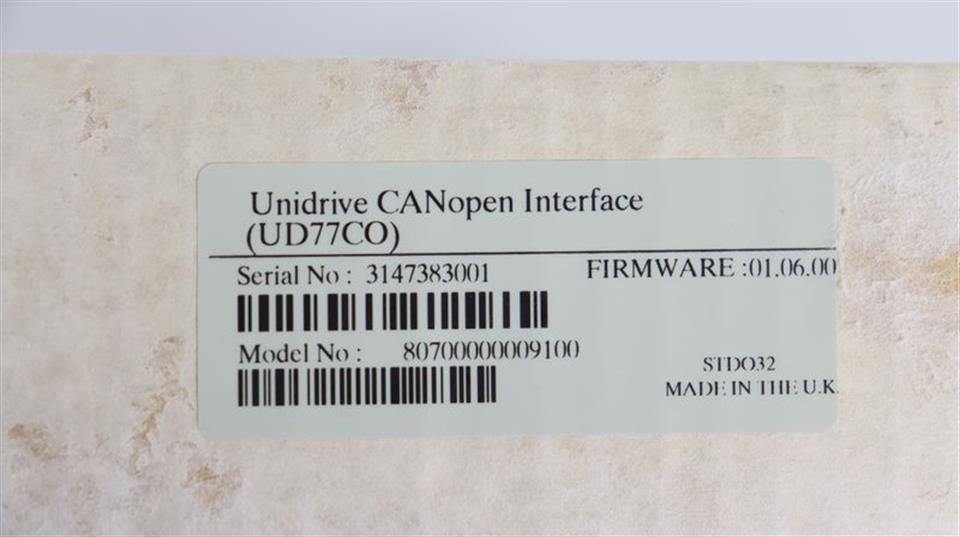 Unidrive CANopen Interface
(UD77CO)
Serial No : 3147383001 FIRMWARE :01.06.00
Model No : 80700000009100
STDO32
MADE IN THE U.K.